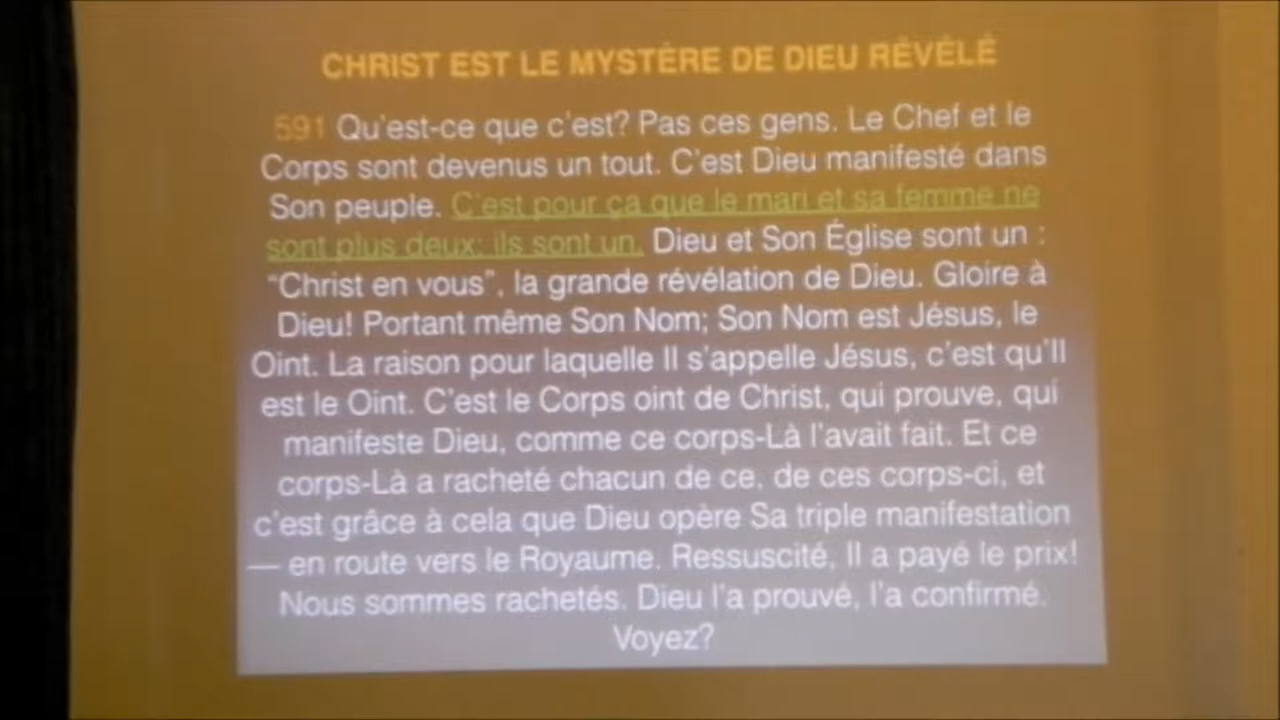 CHRIST EST LE MYSTÈRE DE DIEU RÉVÉLÉ
591 Qu'est-ce que c'est? Pas ces gens. Le Chef et le
Corps sont devenus un tout. C'est Dieu manifesté dans
Son peuple. C'est pour ça que le mari et sa femme ne
sont plus deux; ils sont un. Dieu et Son Église sont un :
“Christ en vous”, la grande révélation de Dieu. Gloire à
Dieu! Portant même Son Nom; Son Nom est Jésus, le
Oint. La raison pour laquelle Il s'appelle Jésus, c'est qu'Il
est le Oint. C'est le Corps oint de Christ, qui prouve, qui
manifeste Dieu, comme ce corps-Là l'avait fait. Et ce
corps-Là a racheté chacun de ce, de ces corps-ci, et
c'est grâce à cela que Dieu opère Sa triple manifestation
— en route vers le Royaume. Ressuscité, Il a payé le prix!
Nous sommes rachetés. Dieu l'a prouvé, l'a confirmé.
Voyez?